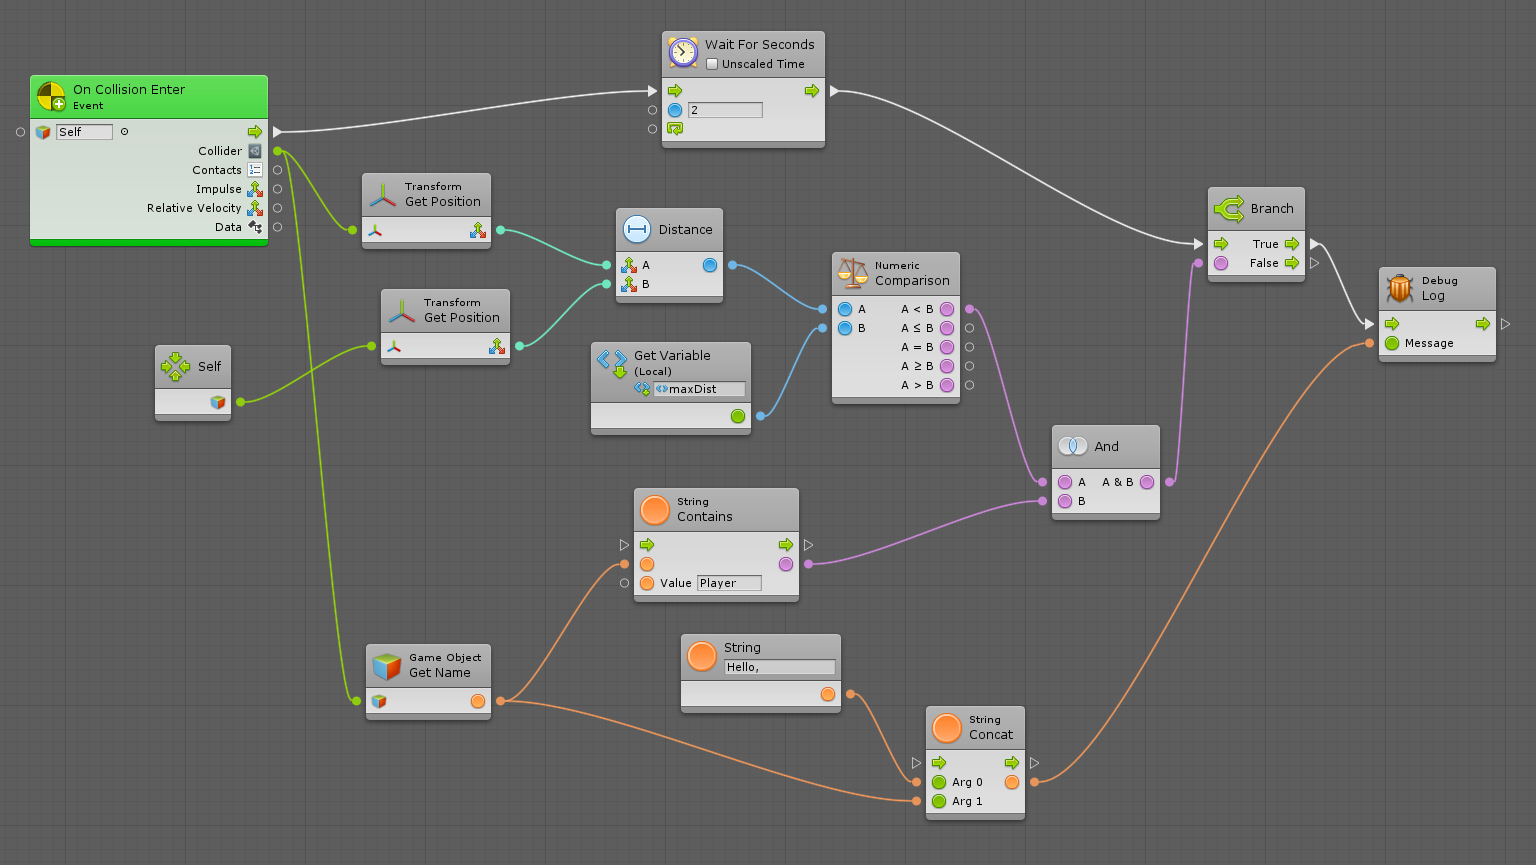 Wait For Seconds
Unscaled Time
2
On Collision Enter
Event
Self
Collider
Contacts
Impulse
Relative Velocity
Data
Transform
Get Position
Distance
A
B
Transform
Get Position
Self
Get Variable
(Local)
maxDist
Numeric
Comparison
A A < B
B A ≤ B
A = B
A ≥ B
A > B
Branch
True
False
Debug
Log
Message
And
A A & B
B
String
Contains
Value Player
Game Object
Get Name
String
Hello,
String
Concat
Arg 0
Arg 1